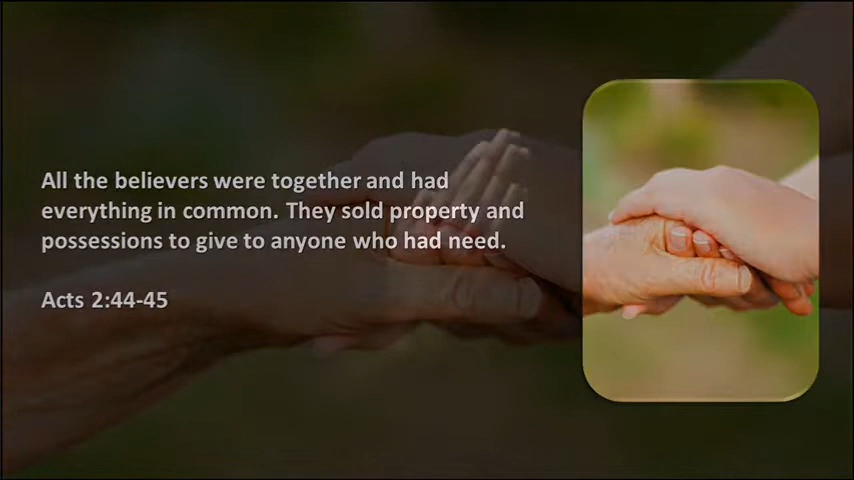 All the believers were together and had
everything in common. They sold property and
possessions to give to anyone who had need.
Acts 2:44-45